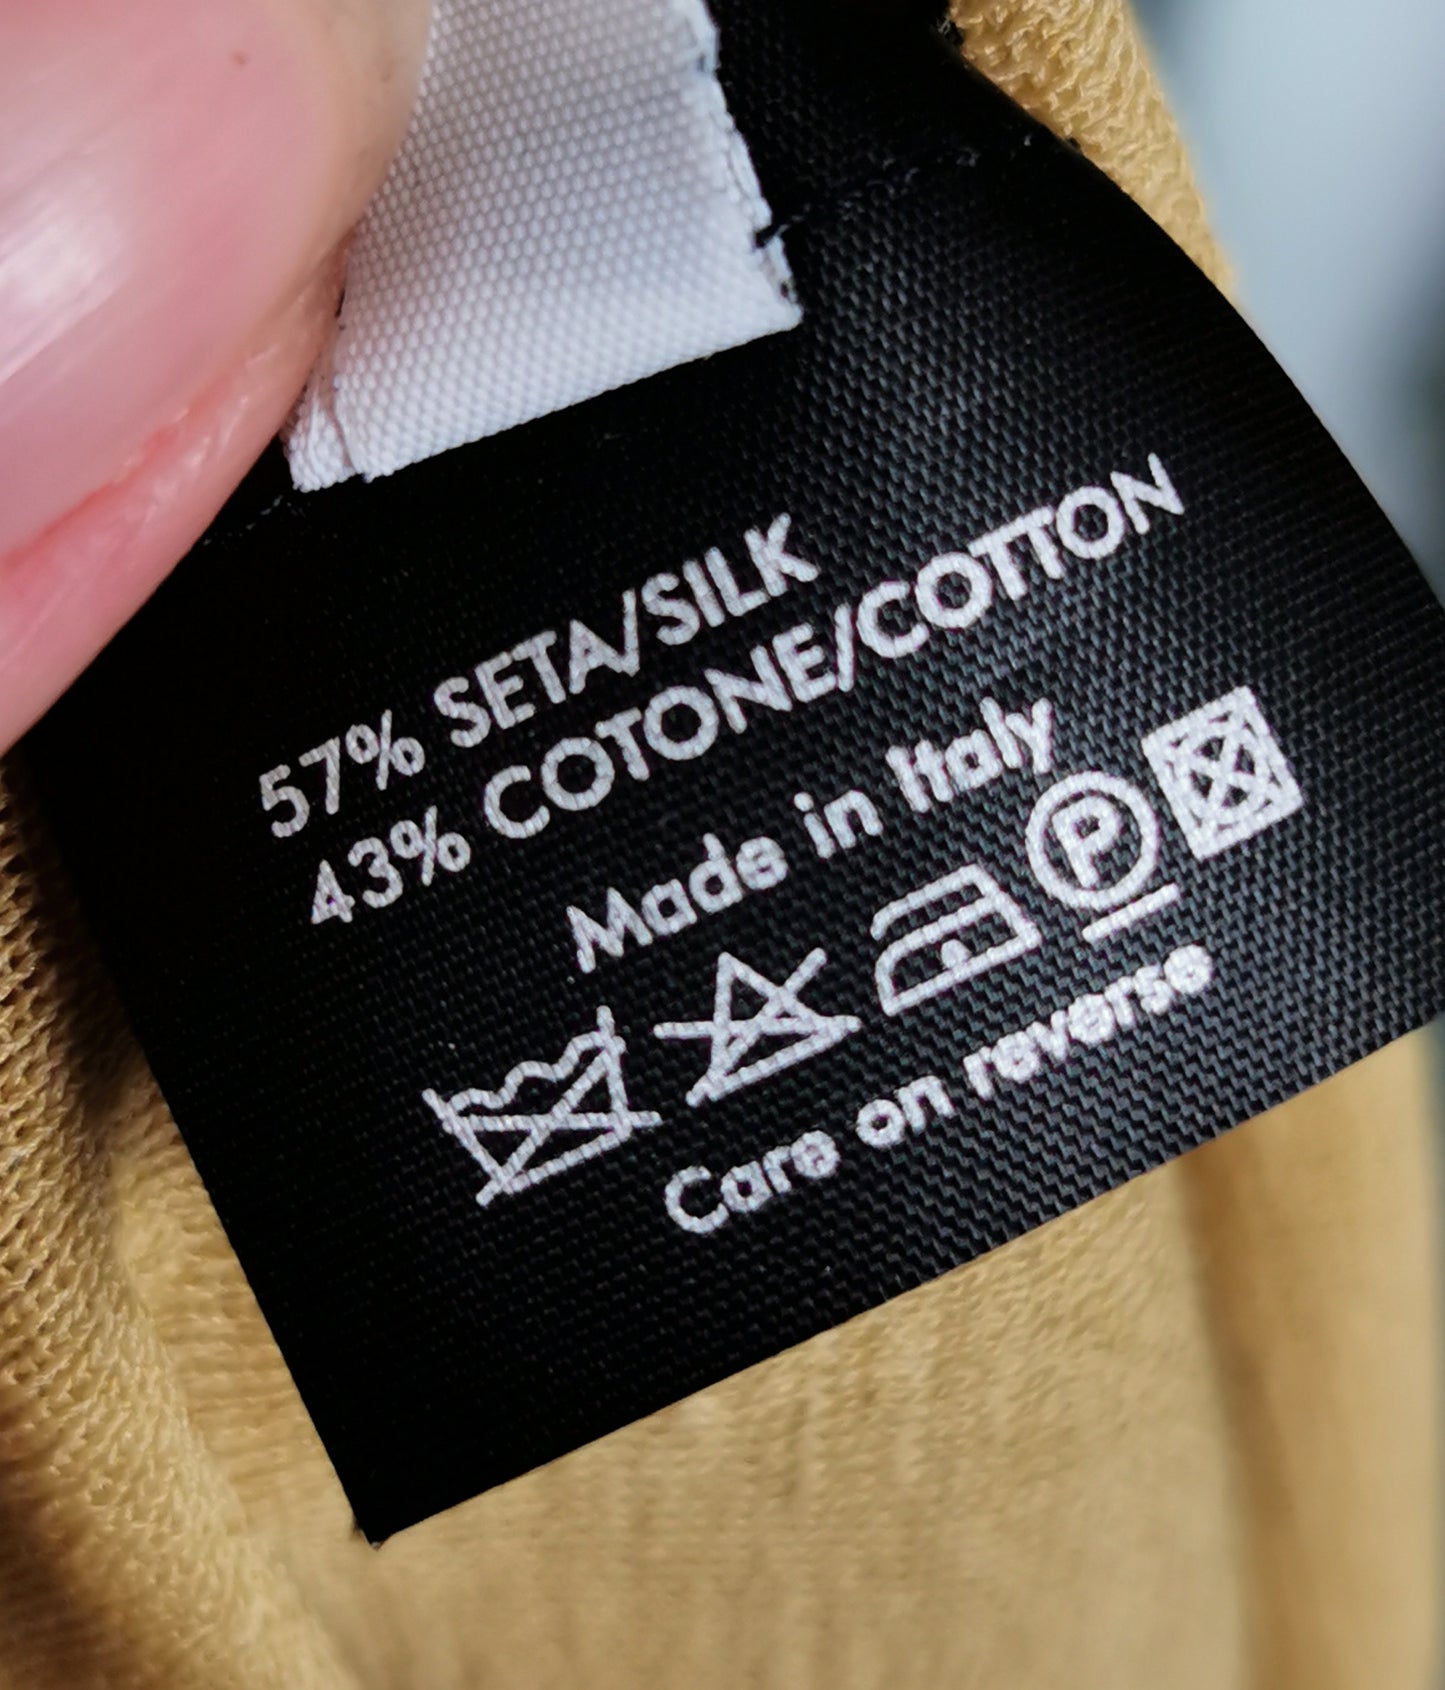 57% SETA/SILK
43% COTONE/COTTON
Made in Italy
P
Care on reverse